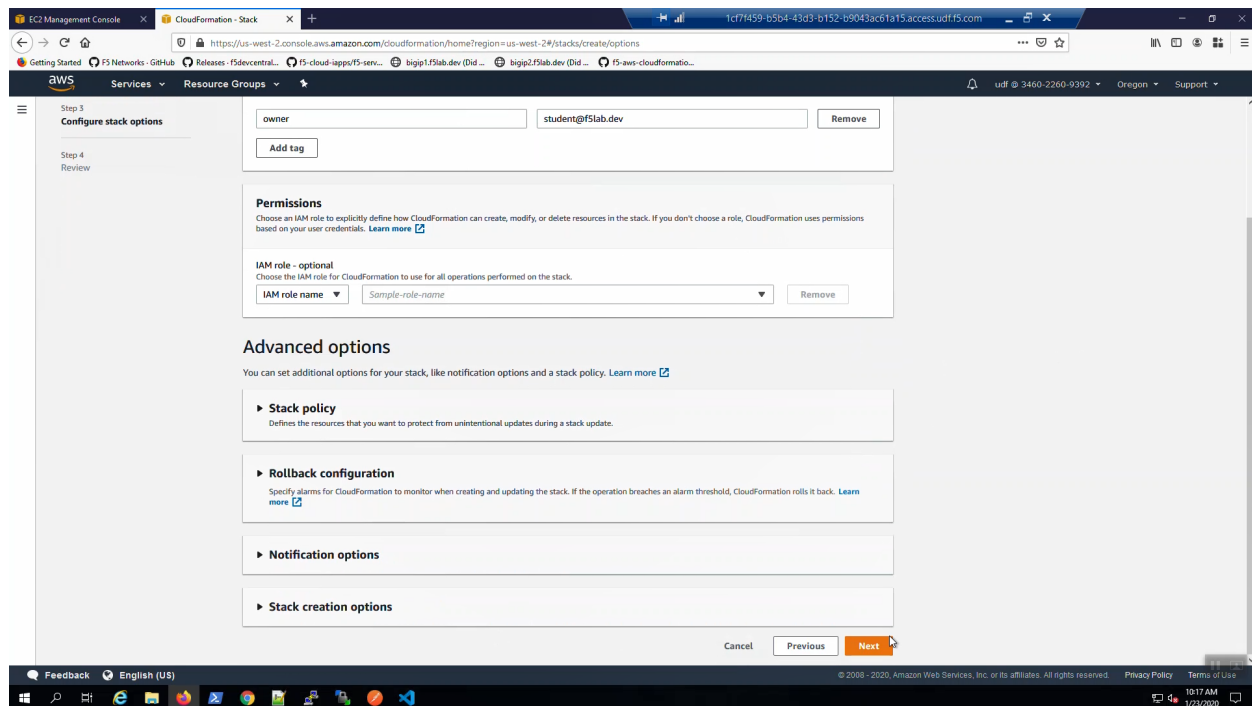 EC2 Management Console
CloudFormation - Stack
1cf7f459-b5b4-43d3-b152-b9043ac61a15.access.udf.f5.com
https://us-west-2.console.aws.amazon.com/cloudformation/home?region=us-west-2#/stacks/create/options
Getting Started
F5 Networks · GitHub
Releases · f5devcentral...
f5-cloud-iapps/f5-serv...
bigip1.f5lab.dev (Did ...
bigip2.f5lab.dev (Did ...
f5-aws-cloudformatio...
aws
Services
Resource Groups
udf @ 3460-2260-9392
Oregon
Support
Step 3
Configure stack options
Step 4
Review
owner
student@f5lab.dev
Remove
Add tag
Permissions
Choose an IAM role to explicitly define how CloudFormation can create, modify, or delete resources in the stack. If you don't choose a role, CloudFormation uses permissions
based on your user credentials. Learn more
IAM role - optional
Choose the IAM role for CloudFormation to use for all operations performed on the stack.
IAM role name
Sample-role-name
Remove
Advanced options
You can set additional options for your stack, like notification options and a stack policy. Learn more
Stack policy
Defines the resources that you want to protect from unintentional updates during a stack update.
Rollback configuration
Specify alarms for CloudFormation to monitor when creating and updating the stack. If the operation breaches an alarm threshold, CloudFormation rolls it back. Learn
more
Notification options
Stack creation options
Cancel
Previous
Next
Feedback
English (US)
© 2008 - 2020, Amazon Web Services, Inc. or its affiliates. All rights reserved.
Privacy Policy
Terms of Use
10:17 AM
1/23/2020